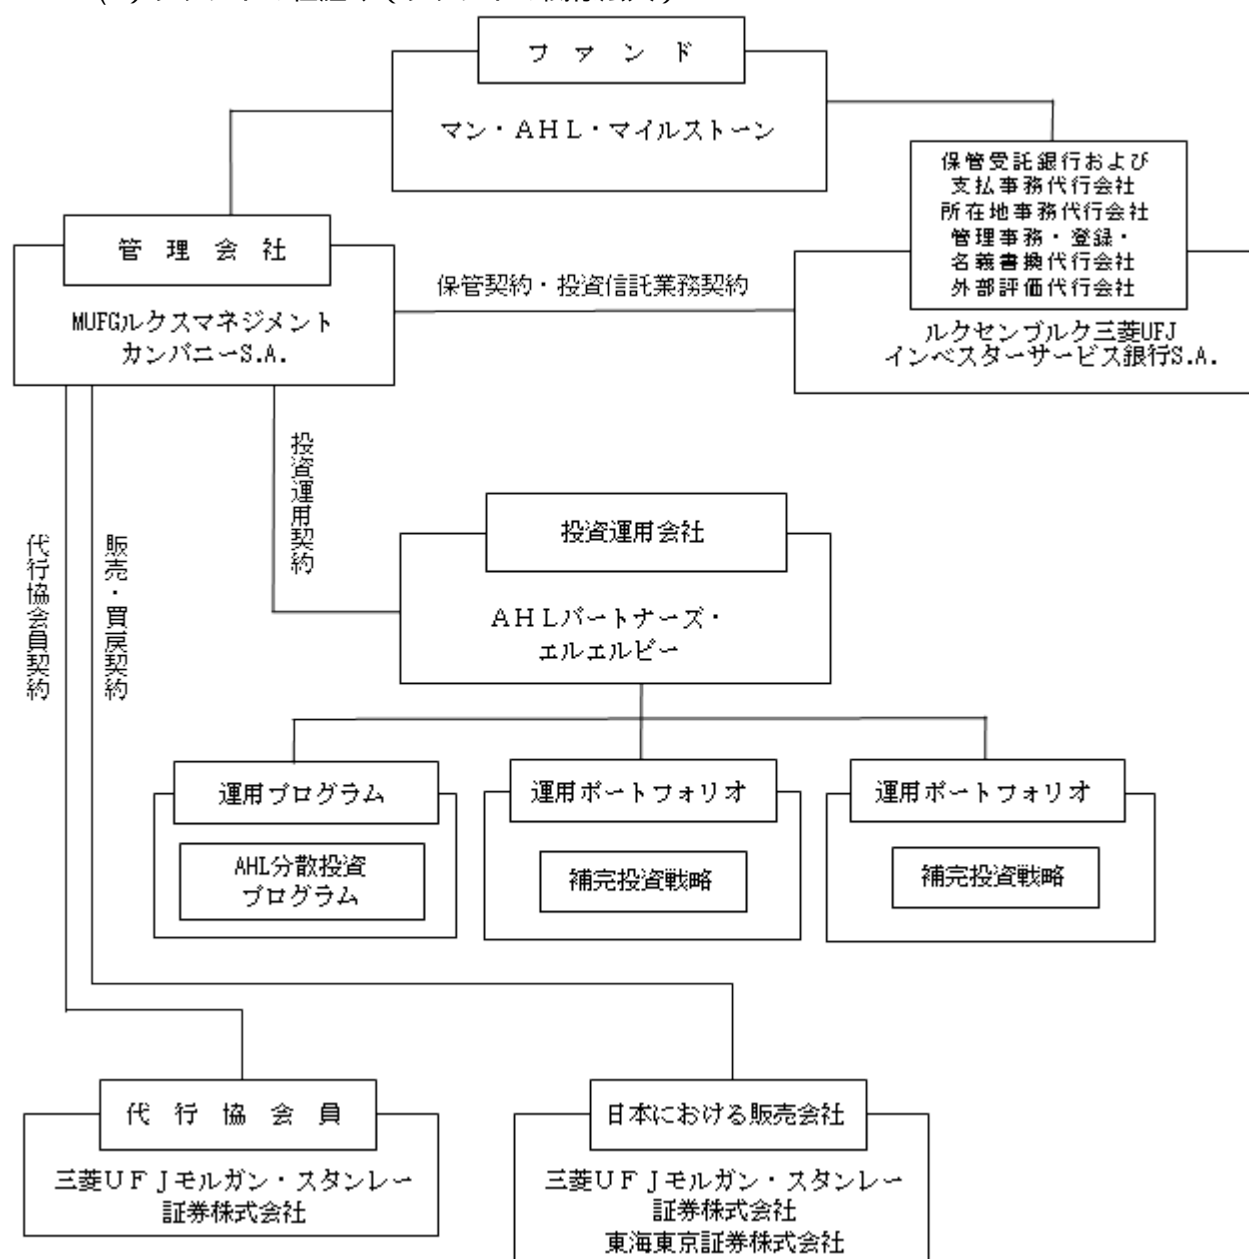 ファンド
マン・AHL・マイルストーン
保管受託銀行および
支払事務代行会社
所在地事務代行会社
管理事務・登録・
名義書換代行会社
外部評価代行会社
管理会社
保管契約・投資信託業務契約
MUFGルクスマネジメント
カンパニーS.A.
ルクセンブルク三菱UFJ
インベスターサービス銀行S.A.
投資運用契約
代行協会員契約
販売・買戻契約
投資運用会社
AHLパートナーズ・
エルエルピー
運用プログラム
運用ポートフォリオ
運用ポートフォリオ
AHL分散投資
プログラム
補完投資戦略
補完投資戦略
代行協会員
日本における販売会社
三菱UFJモルガン・スタンレー
証券株式会社
三菱UFJモルガン・スタンレー
証券株式会社
東海東京証券株式会社